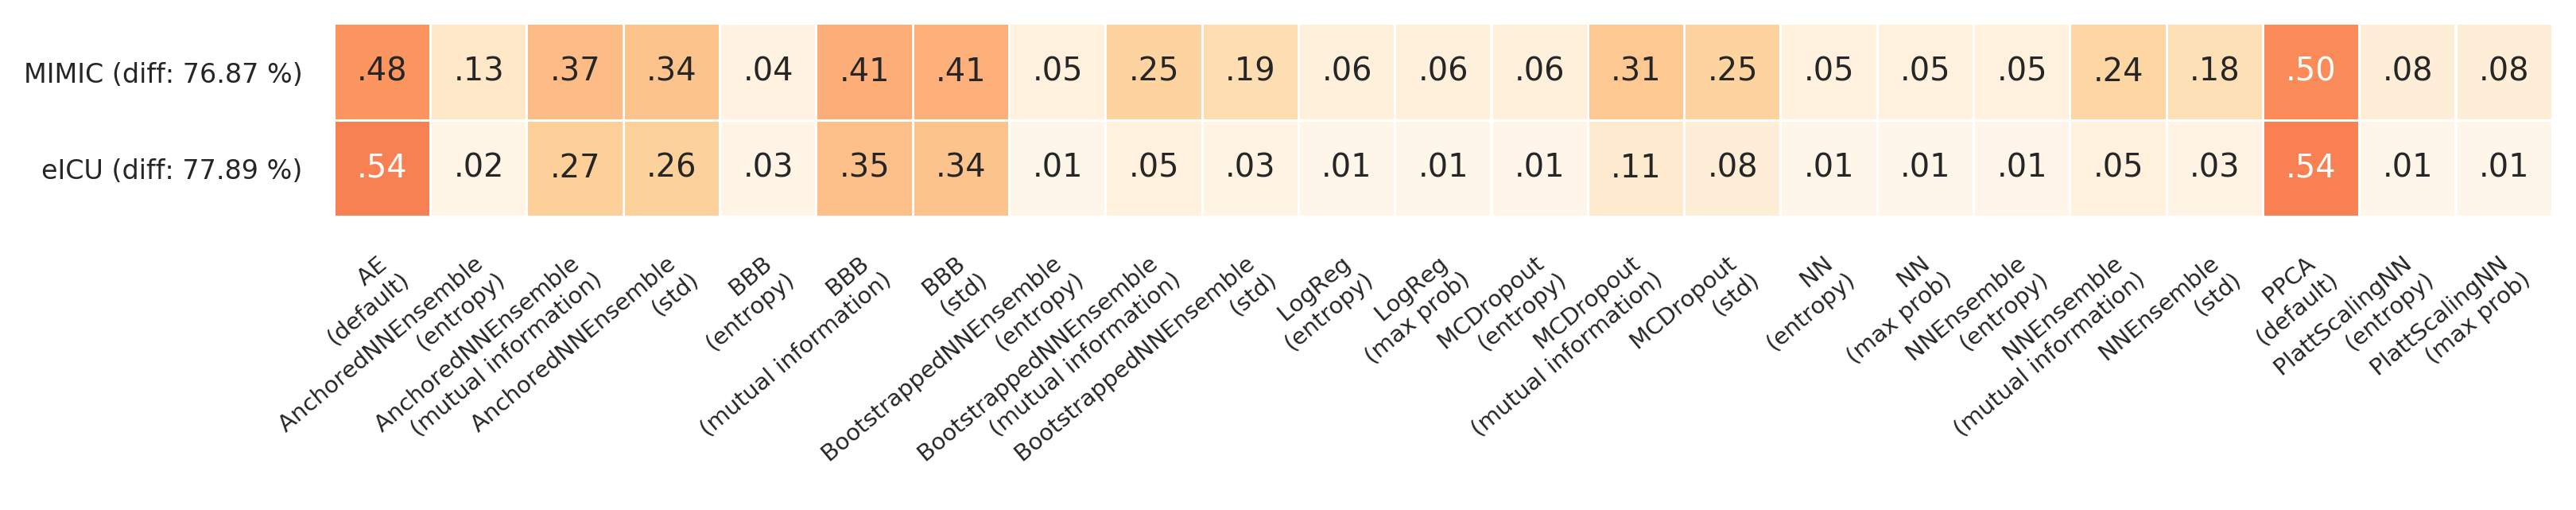 MIMIC (diff: 76.87 %) .48 .13 .37 .34 .04 .41 .41 .05 .25 .19 .06 .06 .06 .31 .25 .05 .05 .05 .24 .18 .50 .08 .08
eICU (diff: 77.89 %) .54 .02 .27 .26 .03 .35 .34 .01 .05 .03 .01 .01 .01 .11 .08 .01 .01 .01 .05 .03 .54 .01 .01
AE
(default)
AnchoredNNEnsemble
(entropy)
AnchoredNNEnsemble
(mutual information)
AnchoredNNEnsemble
(std)
BBB
(entropy)
BBB
(mutual information)
BBB
(std)
BootstrappedNNEnsemble
(entropy)
BootstrappedNNEnsemble
(mutual information)
BootstrappedNNEnsemble
(std)
LogReg
(entropy)
LogReg
(max prob)
MCDropout
(entropy)
MCDropout
(mutual information)
MCDropout
(std)
NN
(entropy)
NN
(max prob)
NNEnsemble
(entropy)
NNEnsemble
(mutual information)
NNEnsemble
(std)
PPCA
(default)
PlattScalingNN
(entropy)
PlattScalingNN
(max prob)